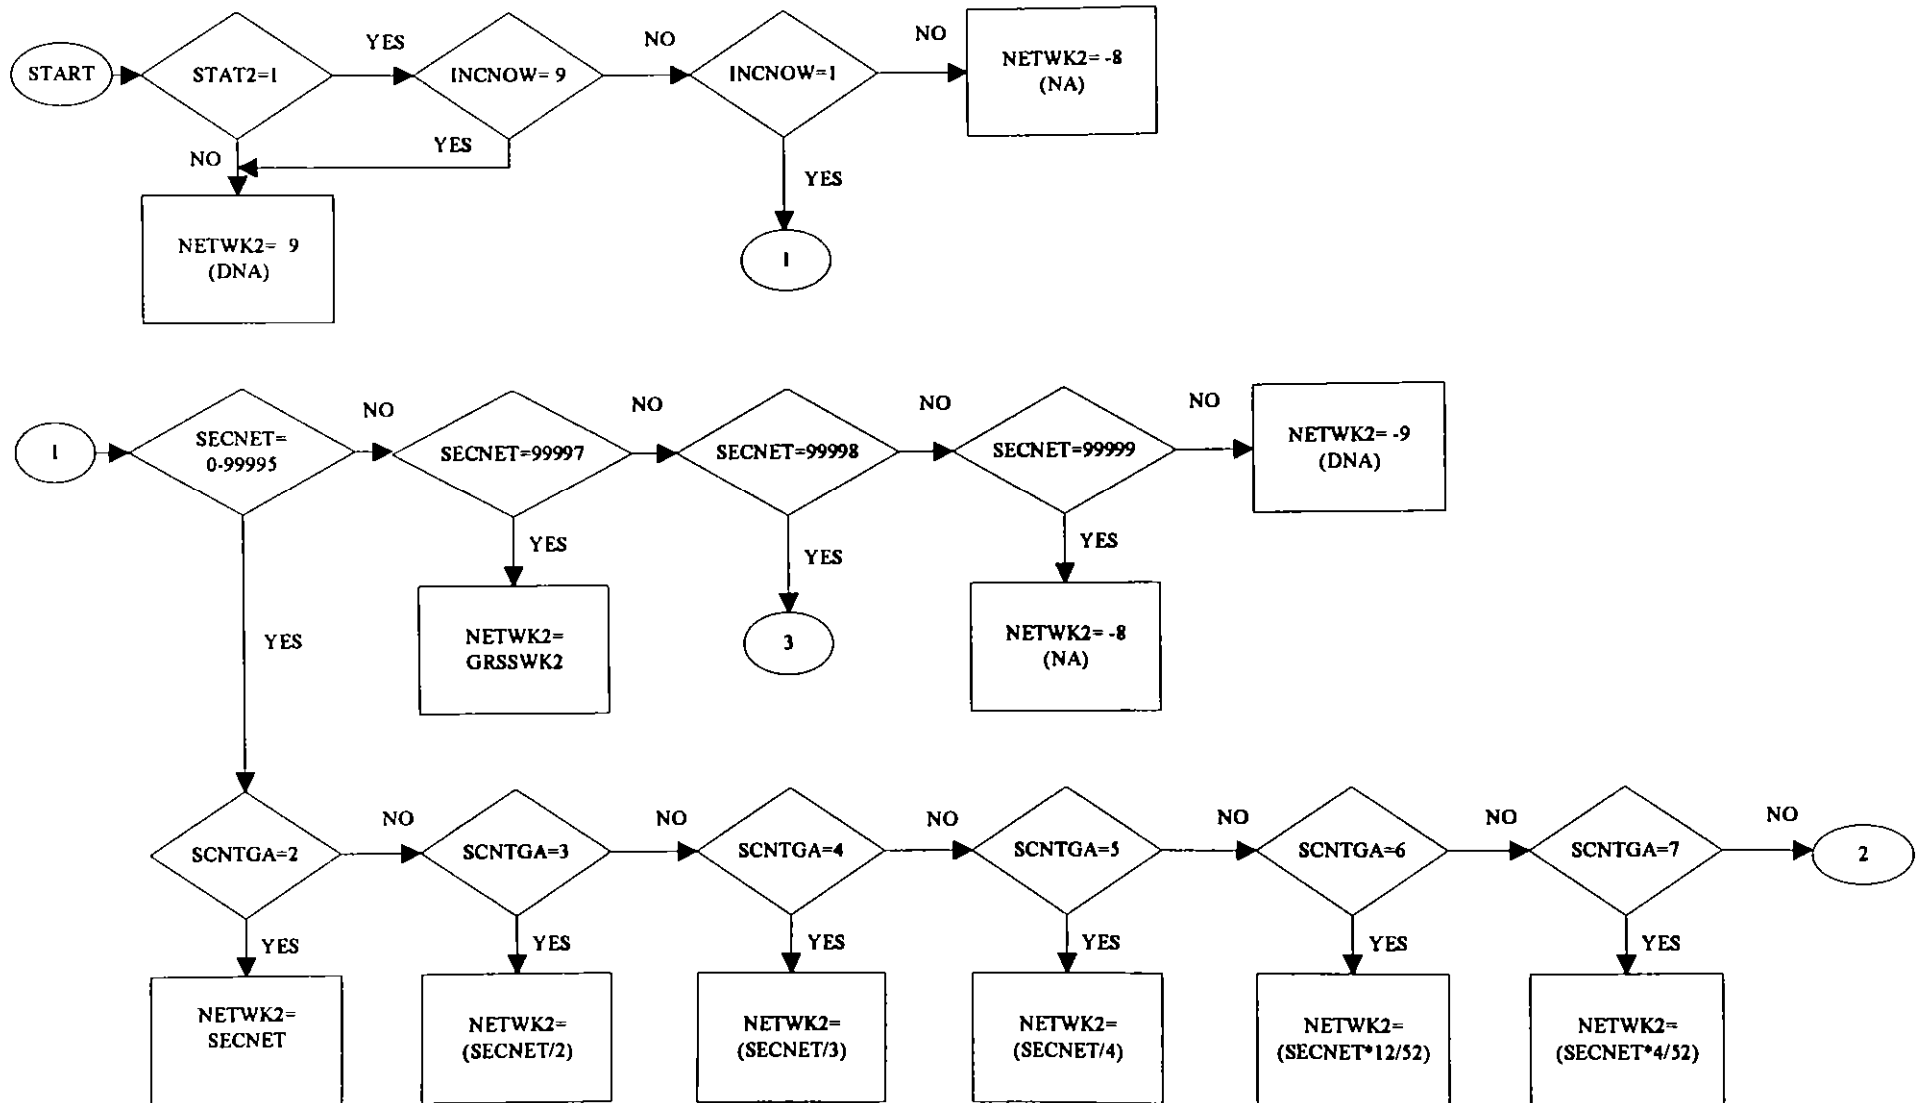 START
STAT2=1
YES
INCNOW= 9
NO
INCNOW=1
NO
NETWK2= -8
(NA)
NO
YES
YES
NETWK2=  9
(DNA)
1
1
SECNET=
0-99995
NO
SECNET=99997
NO
SECNET=99998
NO
SECNET=99999
NO
NETWK2= -9
(DNA)
YES
YES
YES
YES
NETWK2=
GRSSWK2
3
NETWK2= -8
(NA)
SCNTGA=2
NO
SCNTGA=3
NO
SCNTGA=4
NO
SCNTGA=5
NO
SCNTGA=6
NO
SCNTGA=7
NO
2
YES
YES
YES
YES
YES
YES
NETWK2=
SECNET
NETWK2=
(SECNET/2)
NETWK2=
(SECNET/3)
NETWK2=
(SECNET/4)
NETWK2=
(SECNET*12/52)
NETWK2=
(SECNET*4/52)